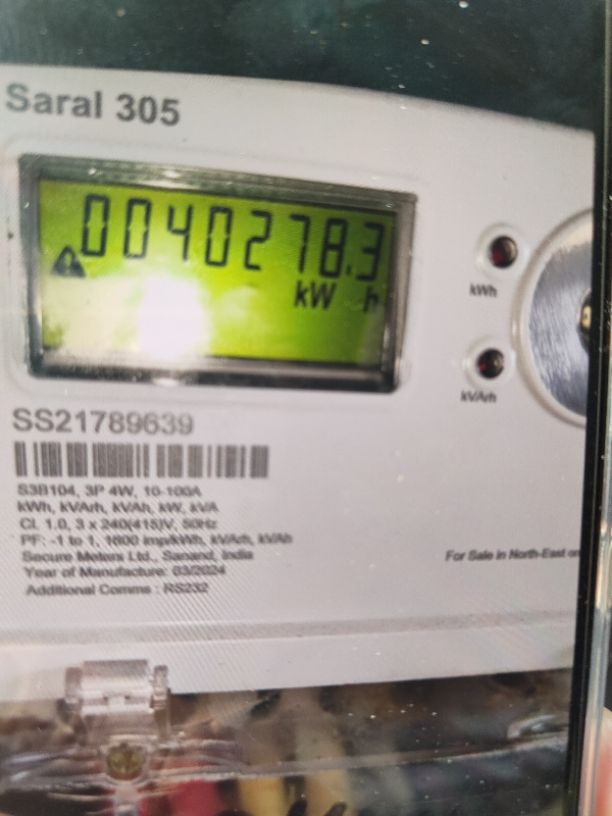 Saral 305
0040278.3
kW h
kWh
kVArh
SS21789639
S3B104, 3P 4W, 10-100A
kWh, kVArh, kVAh, kW, kVA
Cl. 1.0, 3 x 240(415)V, 50Hz
PF: -1 to 1, 1600 imp/kWh, kVArh, kVAh
Secure Meters Ltd., Sanand, India
Year of Manufacture: 03/2024
Additional Comms : RS232
For Sale in North-East on